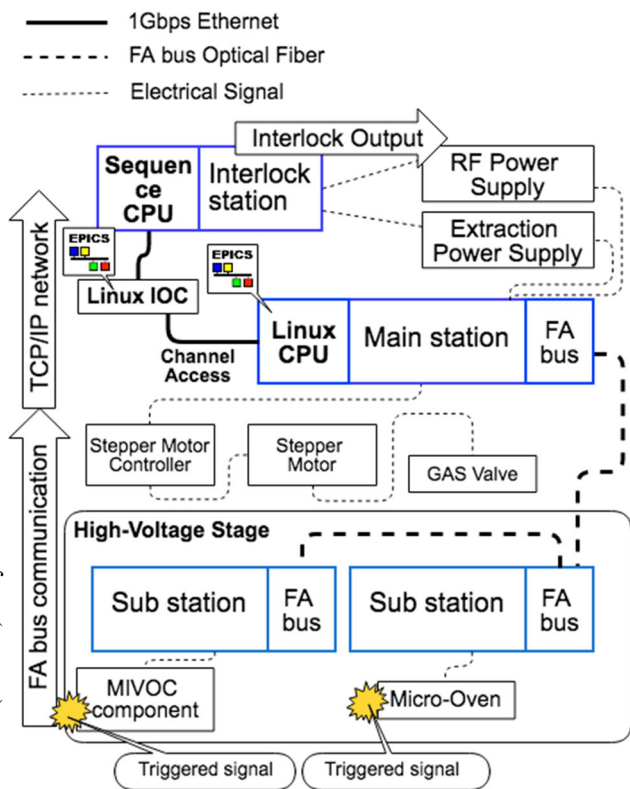 1Gbps Ethernet
FA bus Optical Fiber
Electrical Signal
Interlock Output
Sequen
ce
CPU
Interlock
station
RF Power
Supply
Extraction
Power Supply
EPICS
Linux IOC
EPICS
Channel
Access
Linux
CPU
Main station
FA
bus
TCP/IP network
Stepper Motor
Controller
Stepper
Motor
GAS Valve
FA bus communication
High-Voltage Stage
Sub station
FA
bus
Sub station
FA
bus
MIVOC
component
Micro-Oven
Triggered signal
Triggered signal